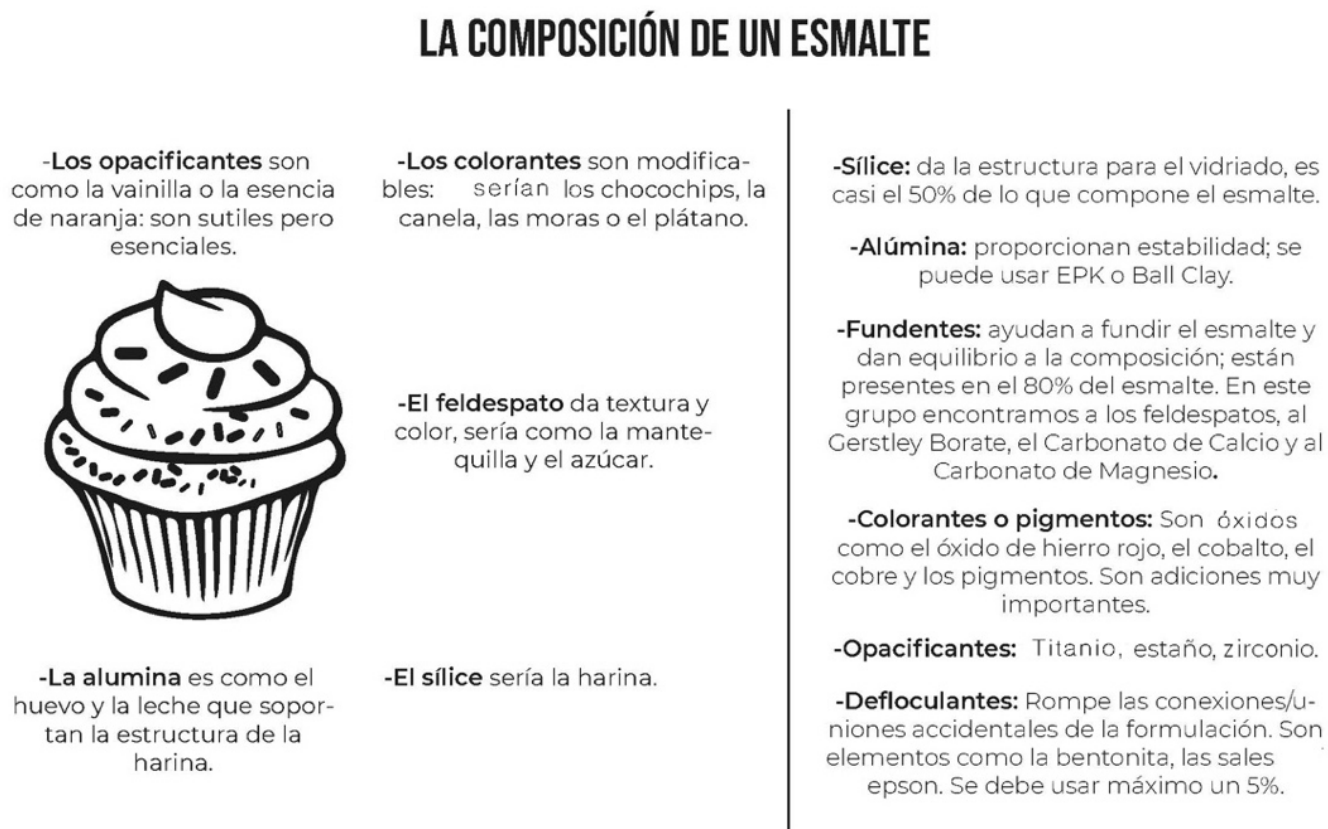 LA COMPOSICIÓN DE UN ESMALTE
-Los opacificantes son
como la vainilla o la esencia
de naranja: son sutiles pero
esenciales.
-Los colorantes son modifica-
bles: serían los chocochips, la
canela, las moras o el plátano.
-El feldespato da textura y
color, sería como la mante-
quilla y el azúcar.
-La alumina es como el
huevo y la leche que sopor-
tan la estructura de la
harina.
-El sílice sería la harina.
-Sílice: da la estructura para el vidriado, es
casi el 50% de lo que compone el esmalte.
-Alúmina: proporcionan estabilidad; se
puede usar EPK o Ball Clay.
-Fundentes: ayudan a fundir el esmalte y
dan equilibrio a la composición; están
presentes en el 80% del esmalte. En este
grupo encontramos a los feldespatos, al
Gerstley Borate, el Carbonato de Calcio y al
Carbonato de Magnesio.
-Colorantes o pigmentos: Son óxidos
como el óxido de hierro rojo, el cobalto, el
cobre y los pigmentos. Son adiciones muy
importantes.
-Opacificantes: Titanio, estaño, zirconio.
-Defloculantes: Rompe las conexiones/u-
niones accidentales de la formulación. Son
elementos como la bentonita, las sales
epson. Se debe usar máximo un 5%.